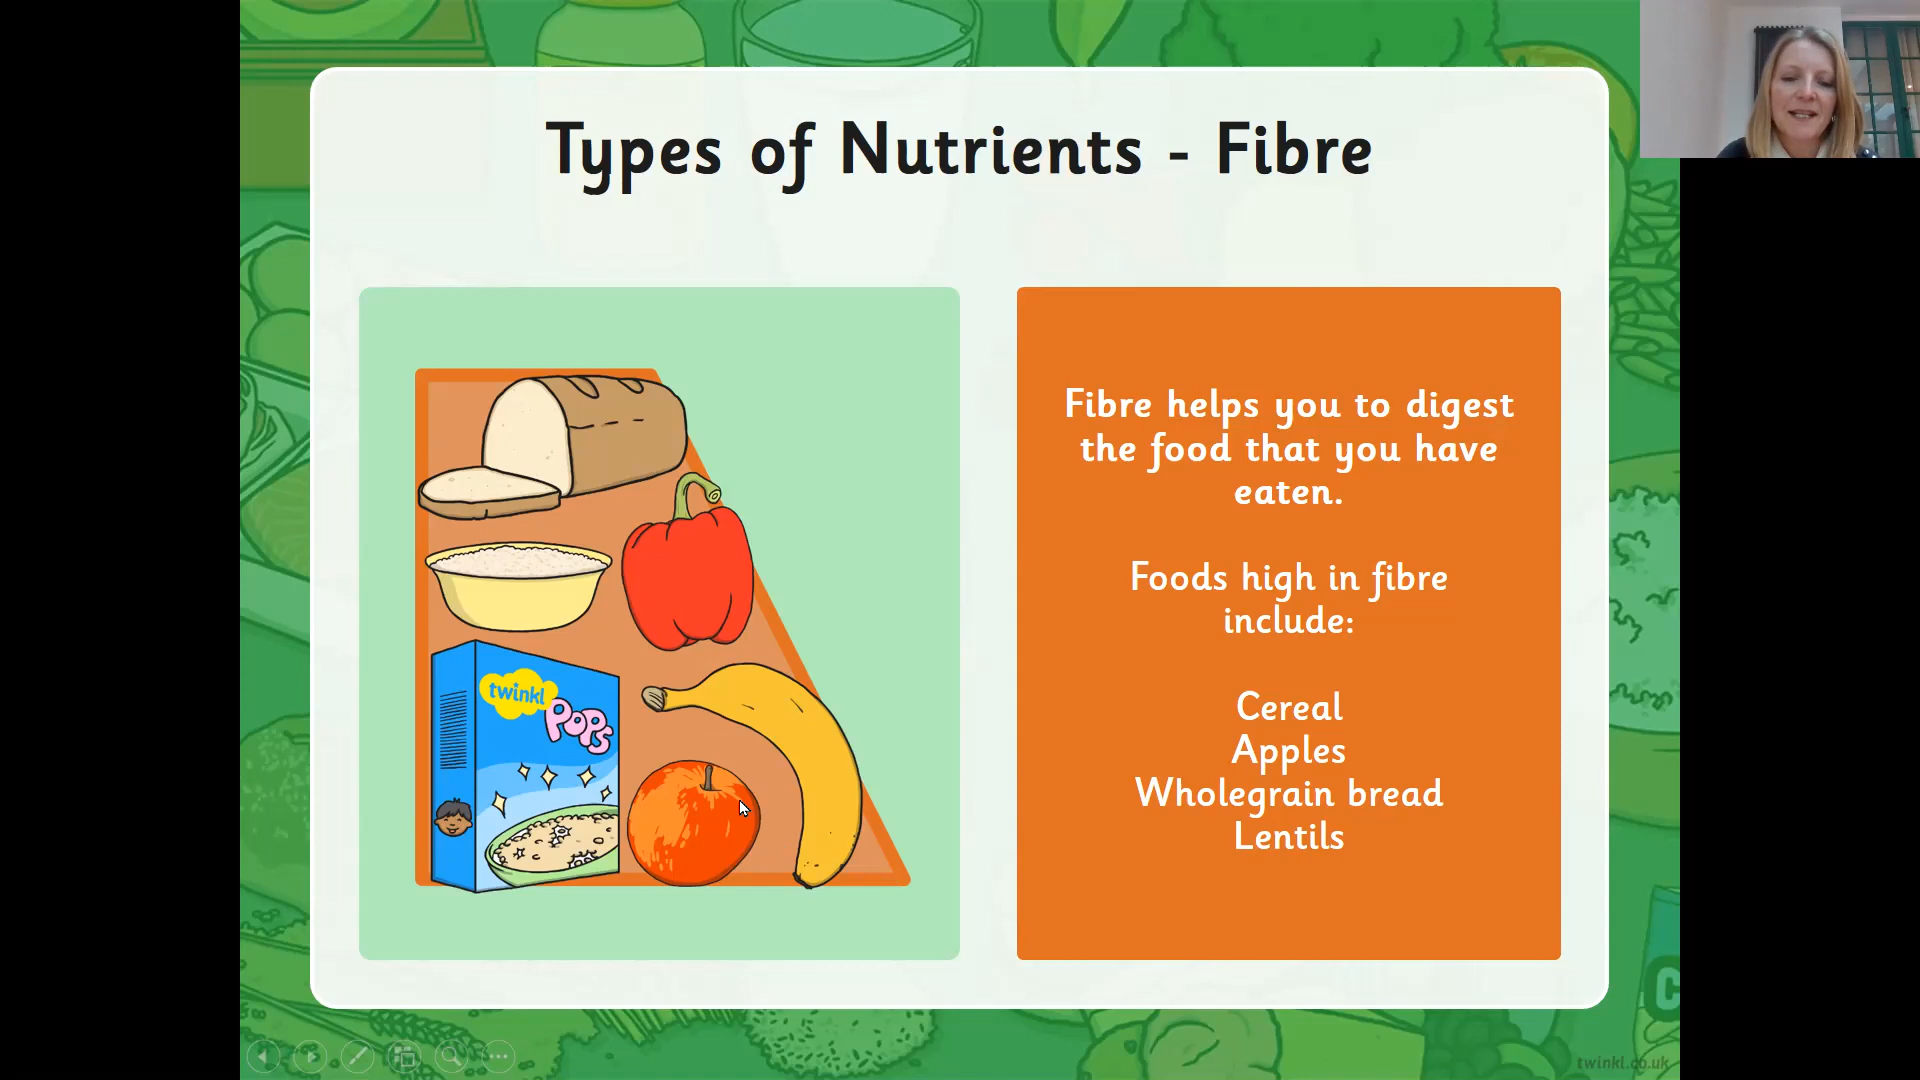 Types of Nutrients - Fibre
twinkl
Pops
Fibre helps you to digest
the food that you have
eaten.
Foods high in fibre
include:
Cereal
Apples
Wholegrain bread
Lentils
C
twinkl.co.uk